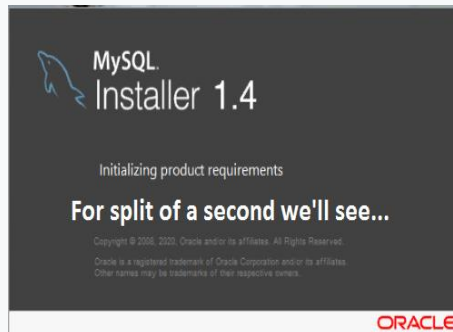 MySQL.
Installer 1.4
Initializing product requirements
For split of a second we'll see...
Copyright © 2006, 2020, Oracle and/or its affiliates. All Rights Reserved.
Oracle is a registered trademark of Oracle Corporation and/or its affiliates.
Other names may be trademarks of their respective owners.
ORACLE